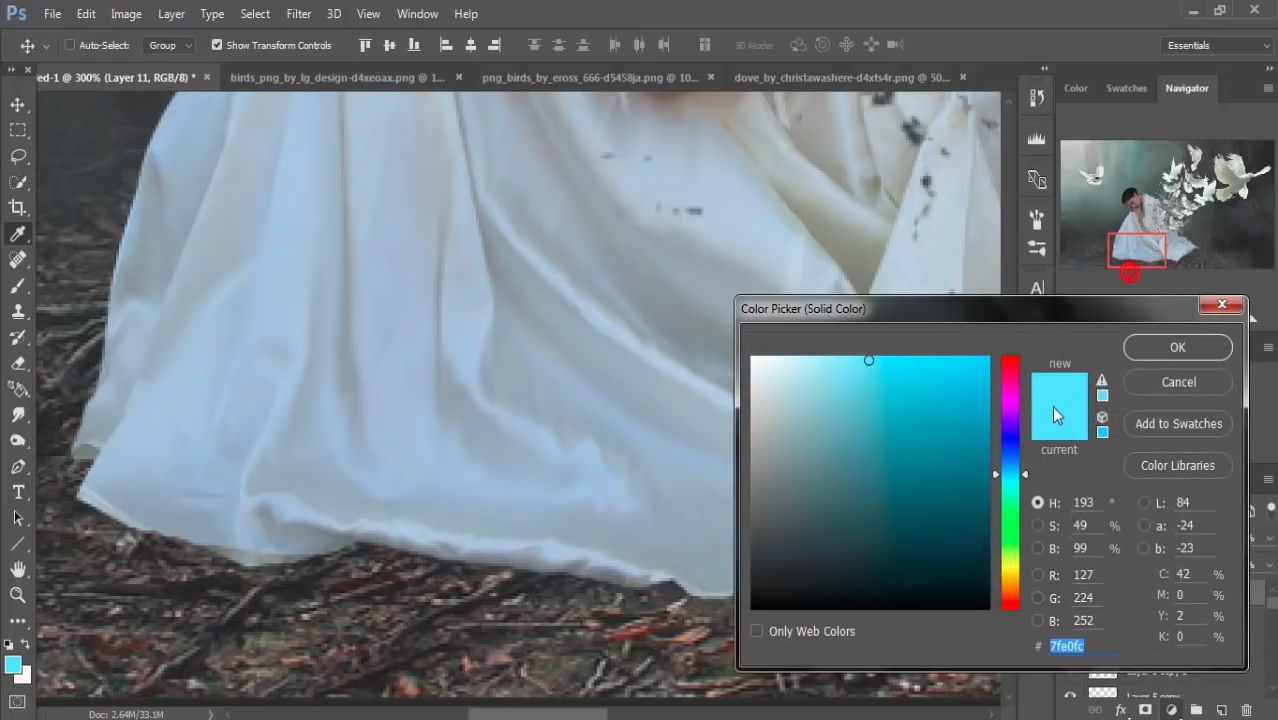 Ps File Edit Image Layer Type Select Filter 3D View Window Help
Auto-Select: Group Show Transform Controls 3D Mode: Essentials
ed-1 @ 300% (Layer 11, RGB/8) * × birds_png_by_lg_design-d4xeoax.png @ 1... × png_birds_by_eross_666-d5458ja.png @ 10... × dove_by_christawashere-d4xts4r.png @ 50... ×
Color Swatches Navigator
Color Picker (Solid Color)
new
OK
Cancel
Add to Swatches
current
Color Libraries
H: 193 ° L: 84
S: 49 % a: -24
B: 99 % b: -23
R: 127 C: 42 %
G: 224 M: 0 %
B: 252 Y: 2 %
K: 0 %
Only Web Colors
# 7fe0fc
Doc: 2.64M/33.1M